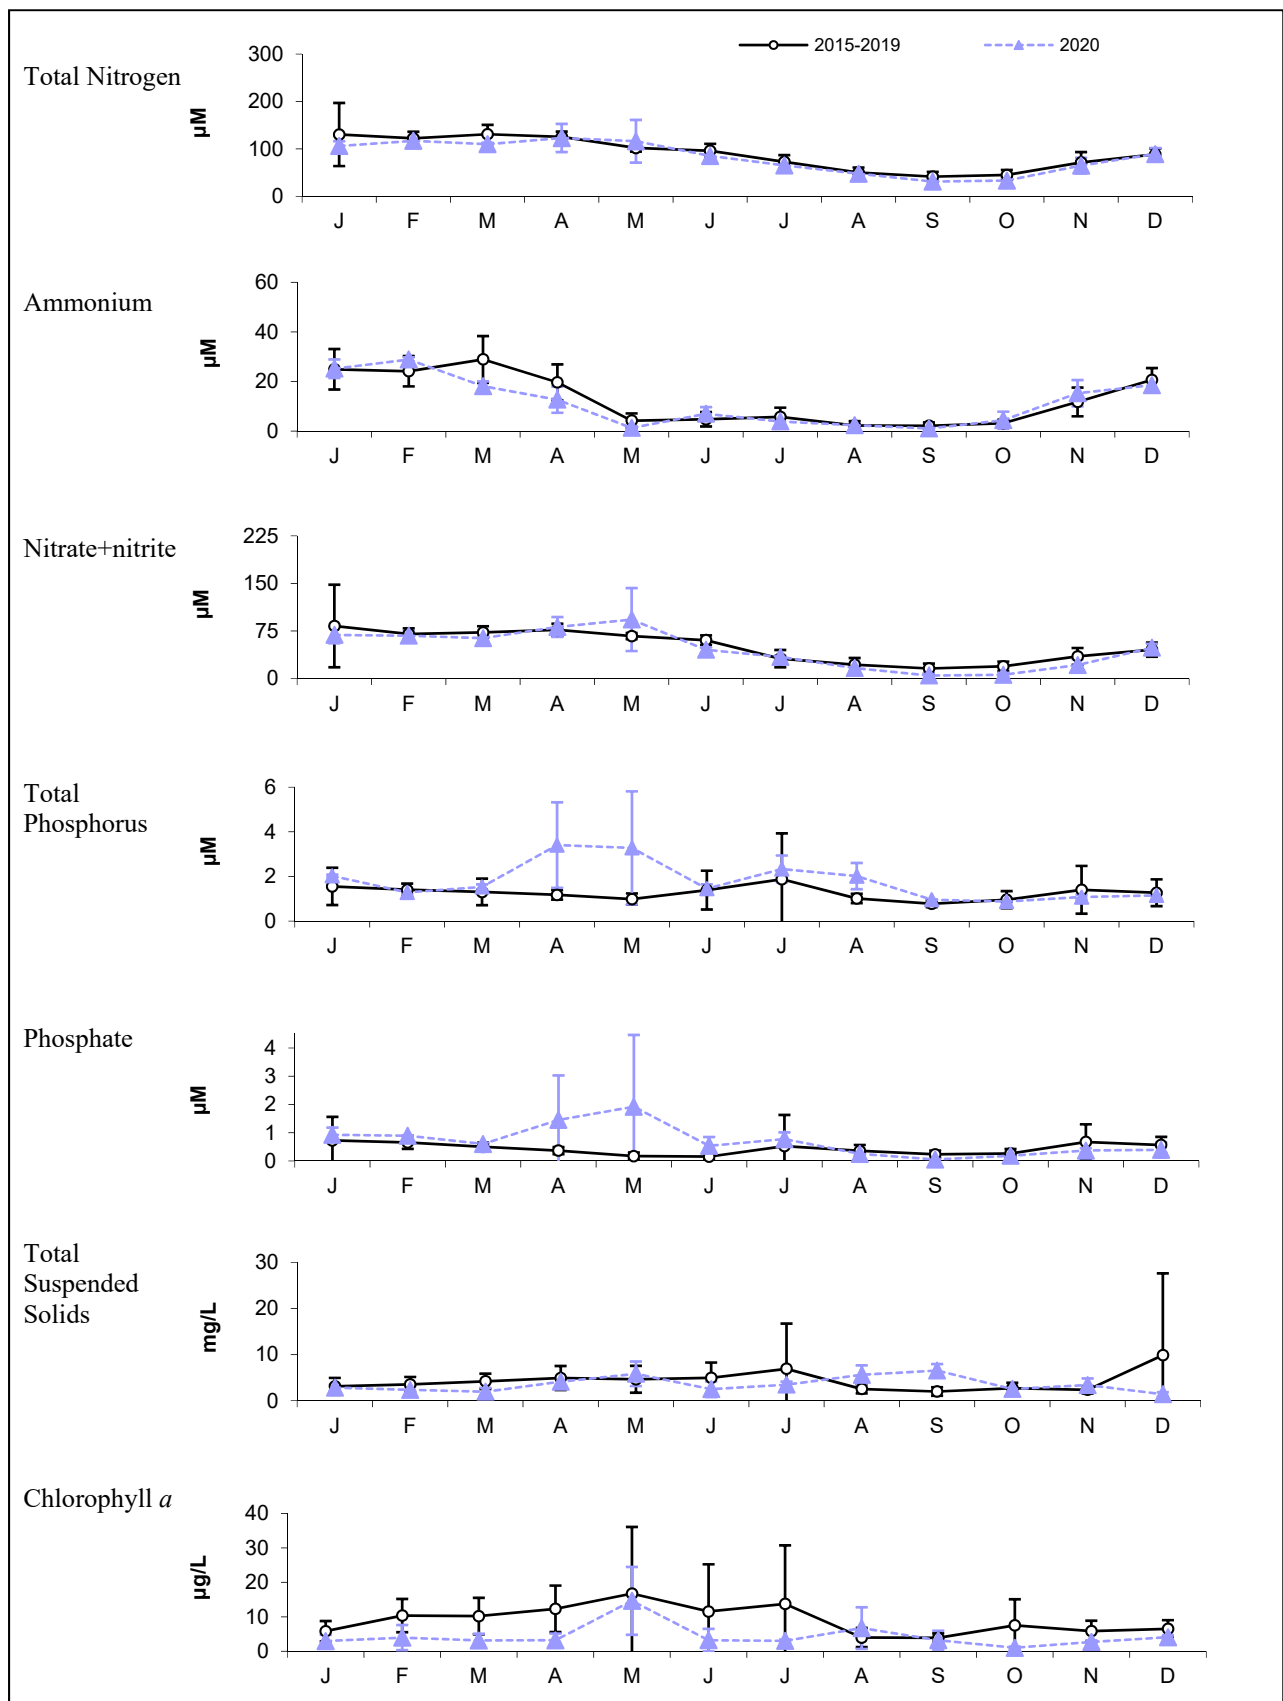 2015-2019 2020
Total Nitrogen
µM
300
200
100
0
J F M A M J J A S O N D
Ammonium
µM
60
40
20
0
J F M A M J J A S O N D
Nitrate+nitrite
µM
225
150
75
0
J F M A M J J A S O N D
Total
Phosphorus
µM
6
4
2
0
J F M A M J J A S O N D
Phosphate
µM
4
3
2
1
0
J F M A M J J A S O N D
Total
Suspended
Solids
mg/L
30
20
10
0
J F M A M J J A S O N D
Chlorophyll a
µg/L
40
30
20
10
0
J F M A M J J A S O N D